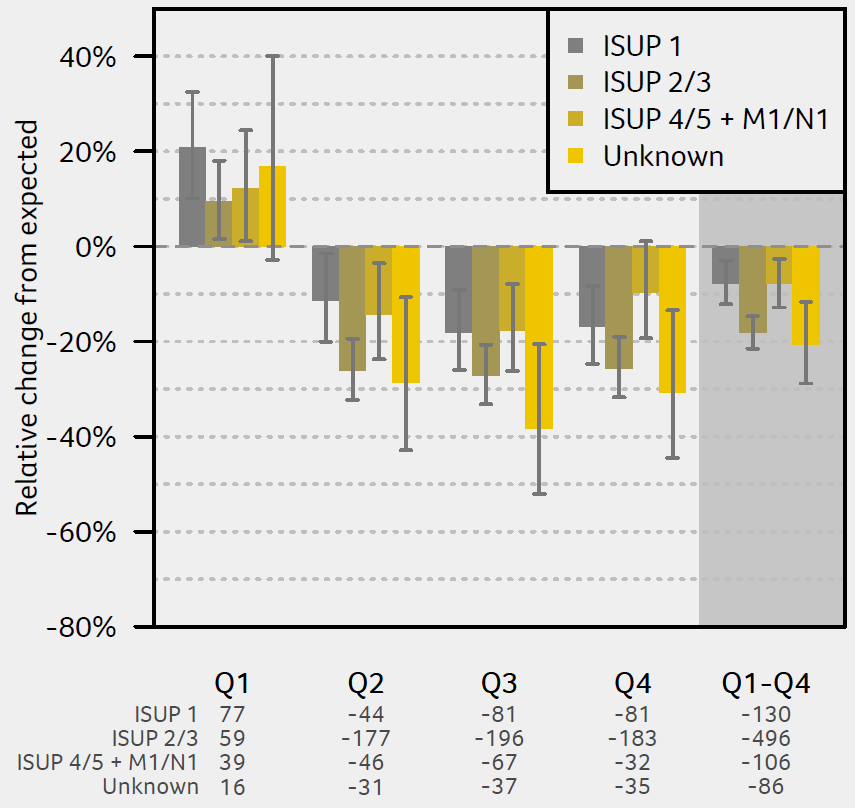 ISUP 1
ISUP 2/3
ISUP 4/5 + M1/N1
Unknown
Relative change from expected
40%
20%
0%
-20%
-40%
-60%
-80%
Q1 Q2 Q3 Q4 Q1-Q4
ISUP 1 77 -44 -81 -81 -130
ISUP 2/3 59 -177 -196 -183 -496
ISUP 4/5 + M1/N1 39 -46 -67 -32 -106
Unknown 16 -31 -37 -35 -86